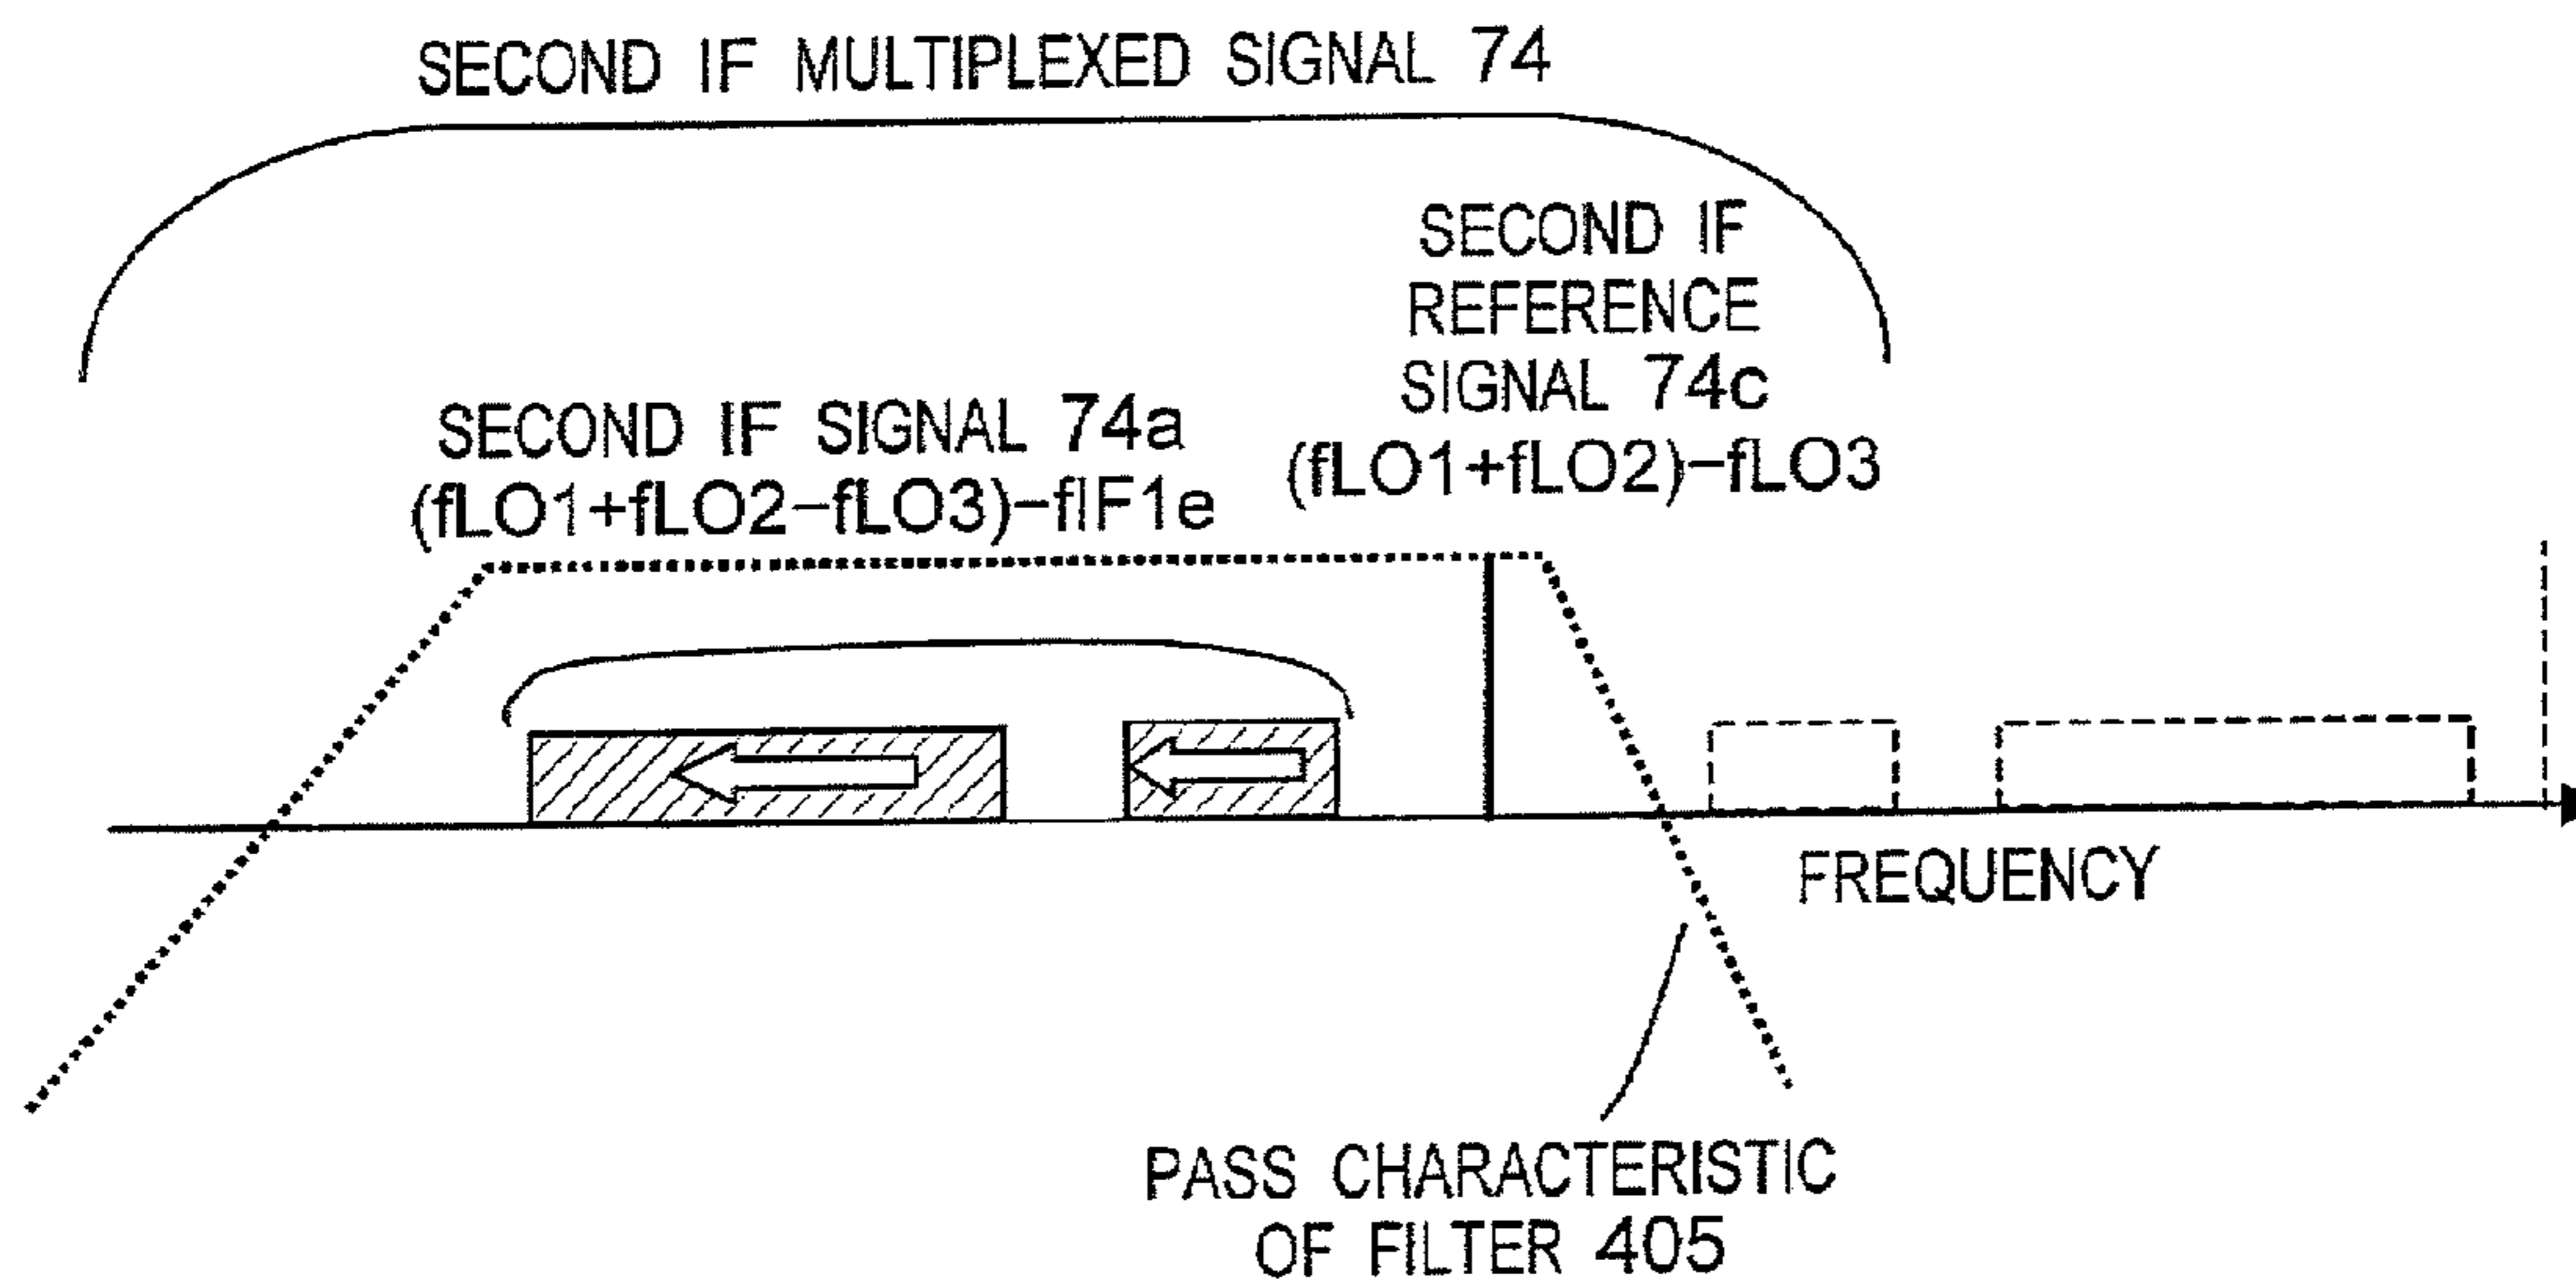 SECOND IF MULTIPLEXED SIGNAL 74
SECOND IF
REFERENCE
SIGNAL 74c
(fLO1+fLO2)−fLO3
SECOND IF SIGNAL 74a
(fLO1+fLO2−fLO3)−fIF1e
FREQUENCY
PASS CHARACTERISTIC
OF FILTER 405